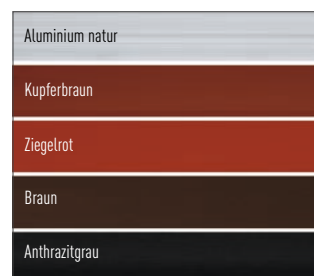 Aluminium natur
Kupferbraun
Ziegelrot
Braun
Anthrazitgrau